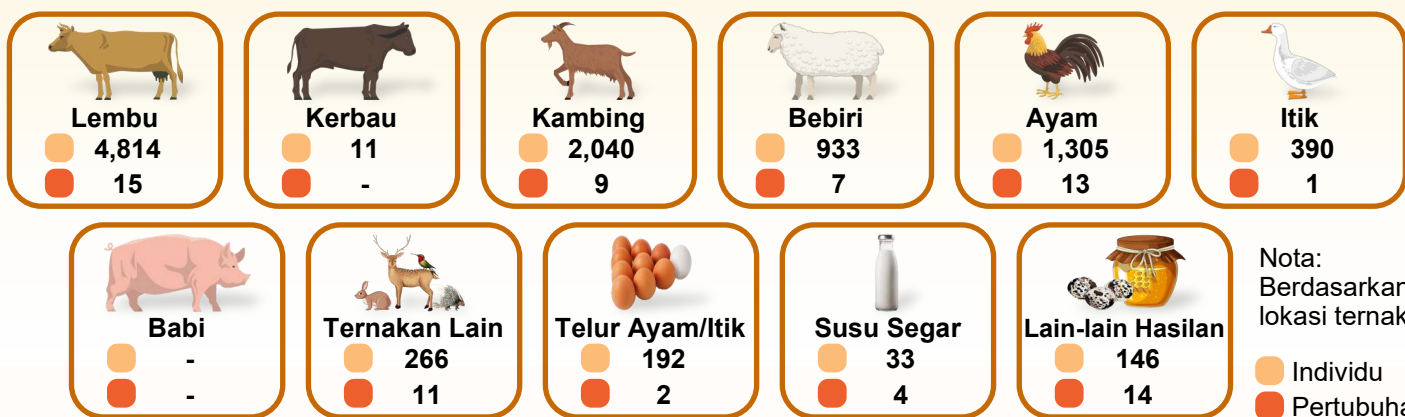 Lembu
4,814
15
Kerbau
11
-
Kambing
2,040
9
Bebiri
933
7
Ayam
1,305
13
Itik
390
1
Babi
-
-
Ternakan Lain
266
11
Telur Ayam/Itik
192
2
Susu Segar
33
4
Lain-lain Hasilan
146
14
Nota:
Berdasarkan
lokasi
Individu